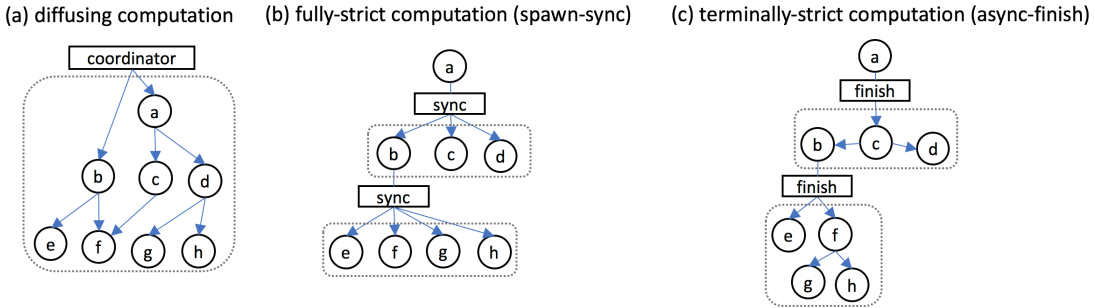 (a) diffusing computation
coordinator
a
b
c
d
e
f
g
h
(b) fully-strict computation (spawn-sync)
a
sync
b
c
d
sync
e
f
g
h
(c) terminally-strict computation (async-finish)
a
finish
b
c
d
finish
e
f
g
h